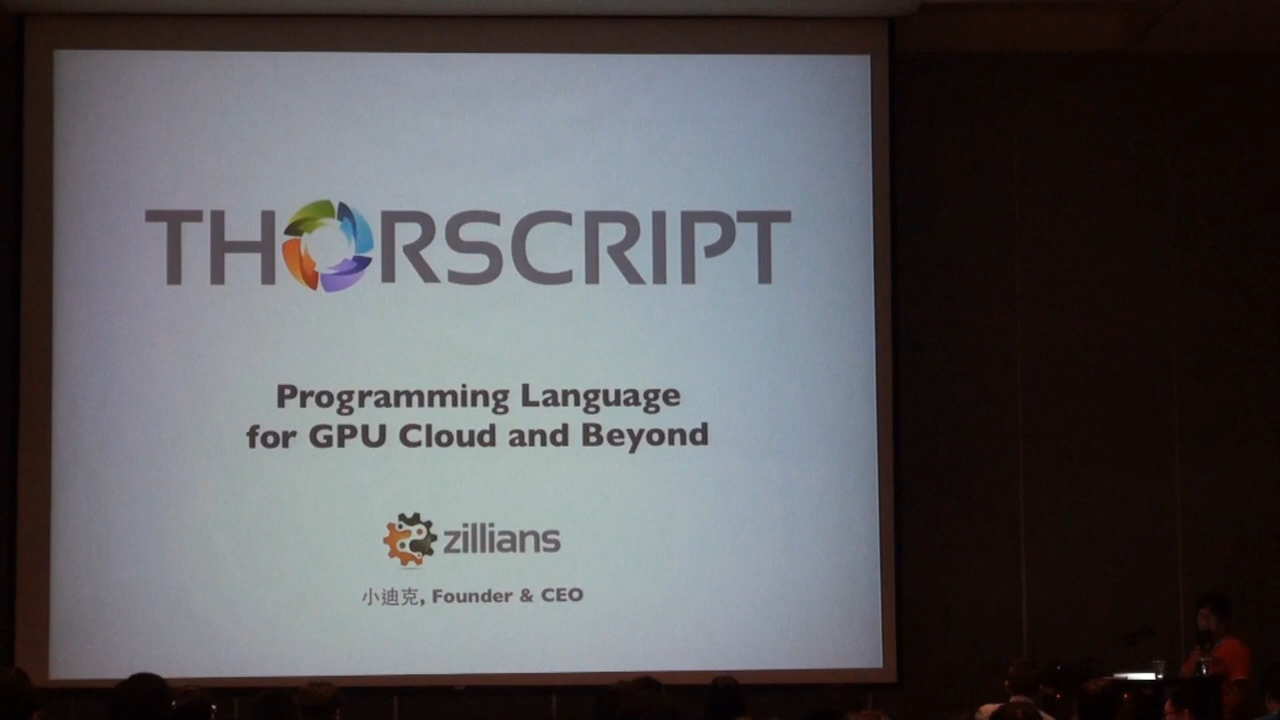 THORSCRIPT
Programming Language
for GPU Cloud and Beyond
zillians
小迪克, Founder & CEO